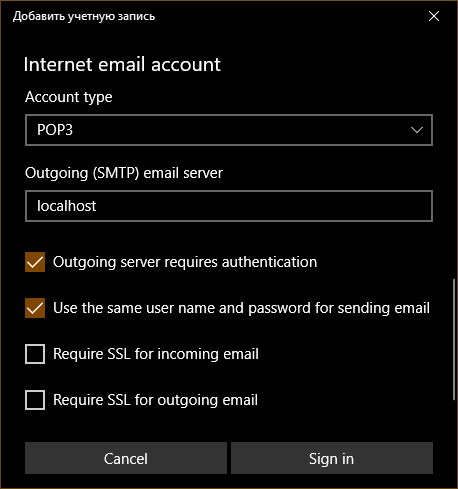 Добавить учетную запись
Internet email account
Account type
POP3
Outgoing (SMTP) email server
localhost
Outgoing server requires authentication
Use the same user name and password for sending email
Require SSL for incoming email
Require SSL for outgoing email
Cancel
Sign in